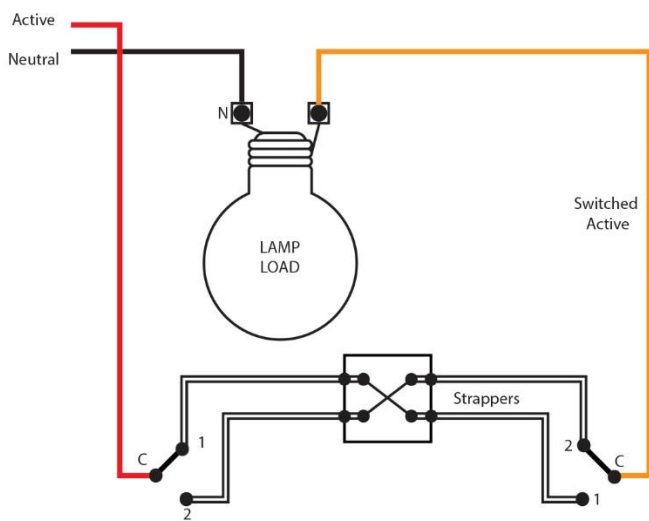 Active
Neutral
N
LAMP
LOAD
Switched
Active
Strappers
1
C
2
2
C
1